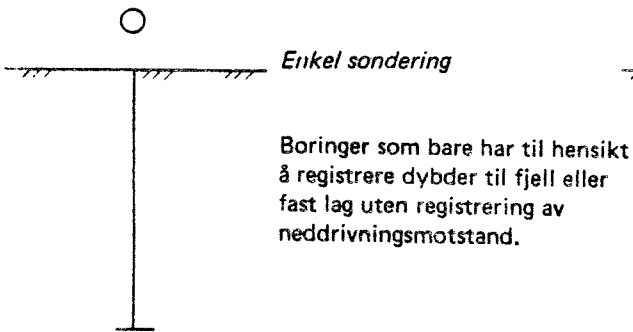 Enkel sondering
Boringer som bare har til hensikt
å registrere dybder til fjell eller
fast lag uten registrering av
neddrivningsmotstand.